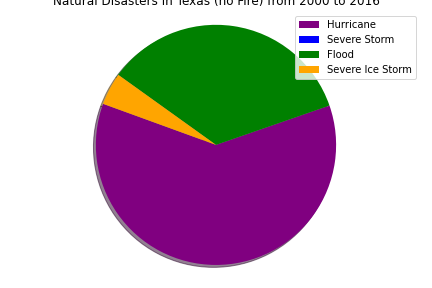 Natural Disasters in Texas (no Fire) from 2000 to 2016
Hurricane
Severe Storm
Flood
Severe Ice Storm